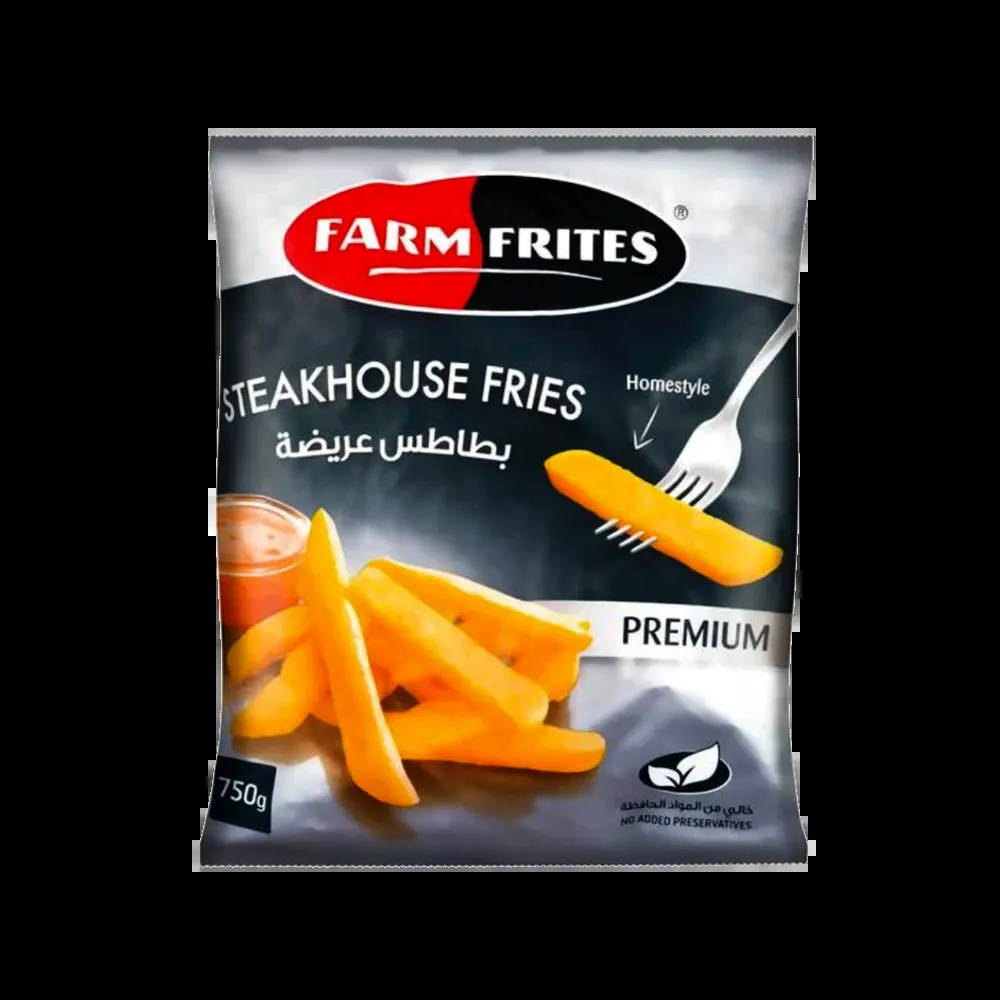 FARM FRITES ®
STEAKHOUSE FRIES
بطاطس عريضة
Homestyle
PREMIUM
750g
خالي من المواد الحافظة
NO ADDED PRESERVATIVES